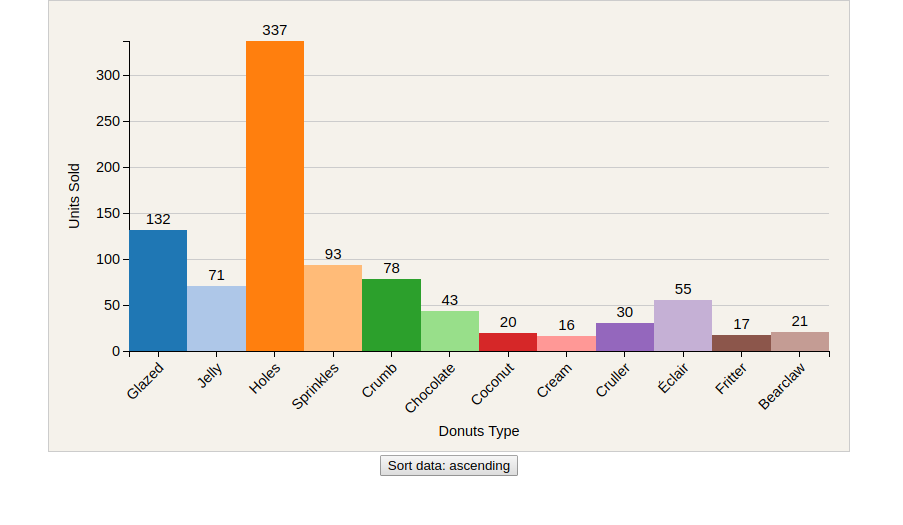 337
300
250
200
150
100
50
0
Units Sold
132
71
93
78
43
20
16
30
55
17
21
Glazed
Jelly
Holes
Sprinkles
Crumb
Chocolate
Coconut
Cream
Cruller
Éclair
Fritter
Bearclaw
Donuts Type
Sort data: ascending